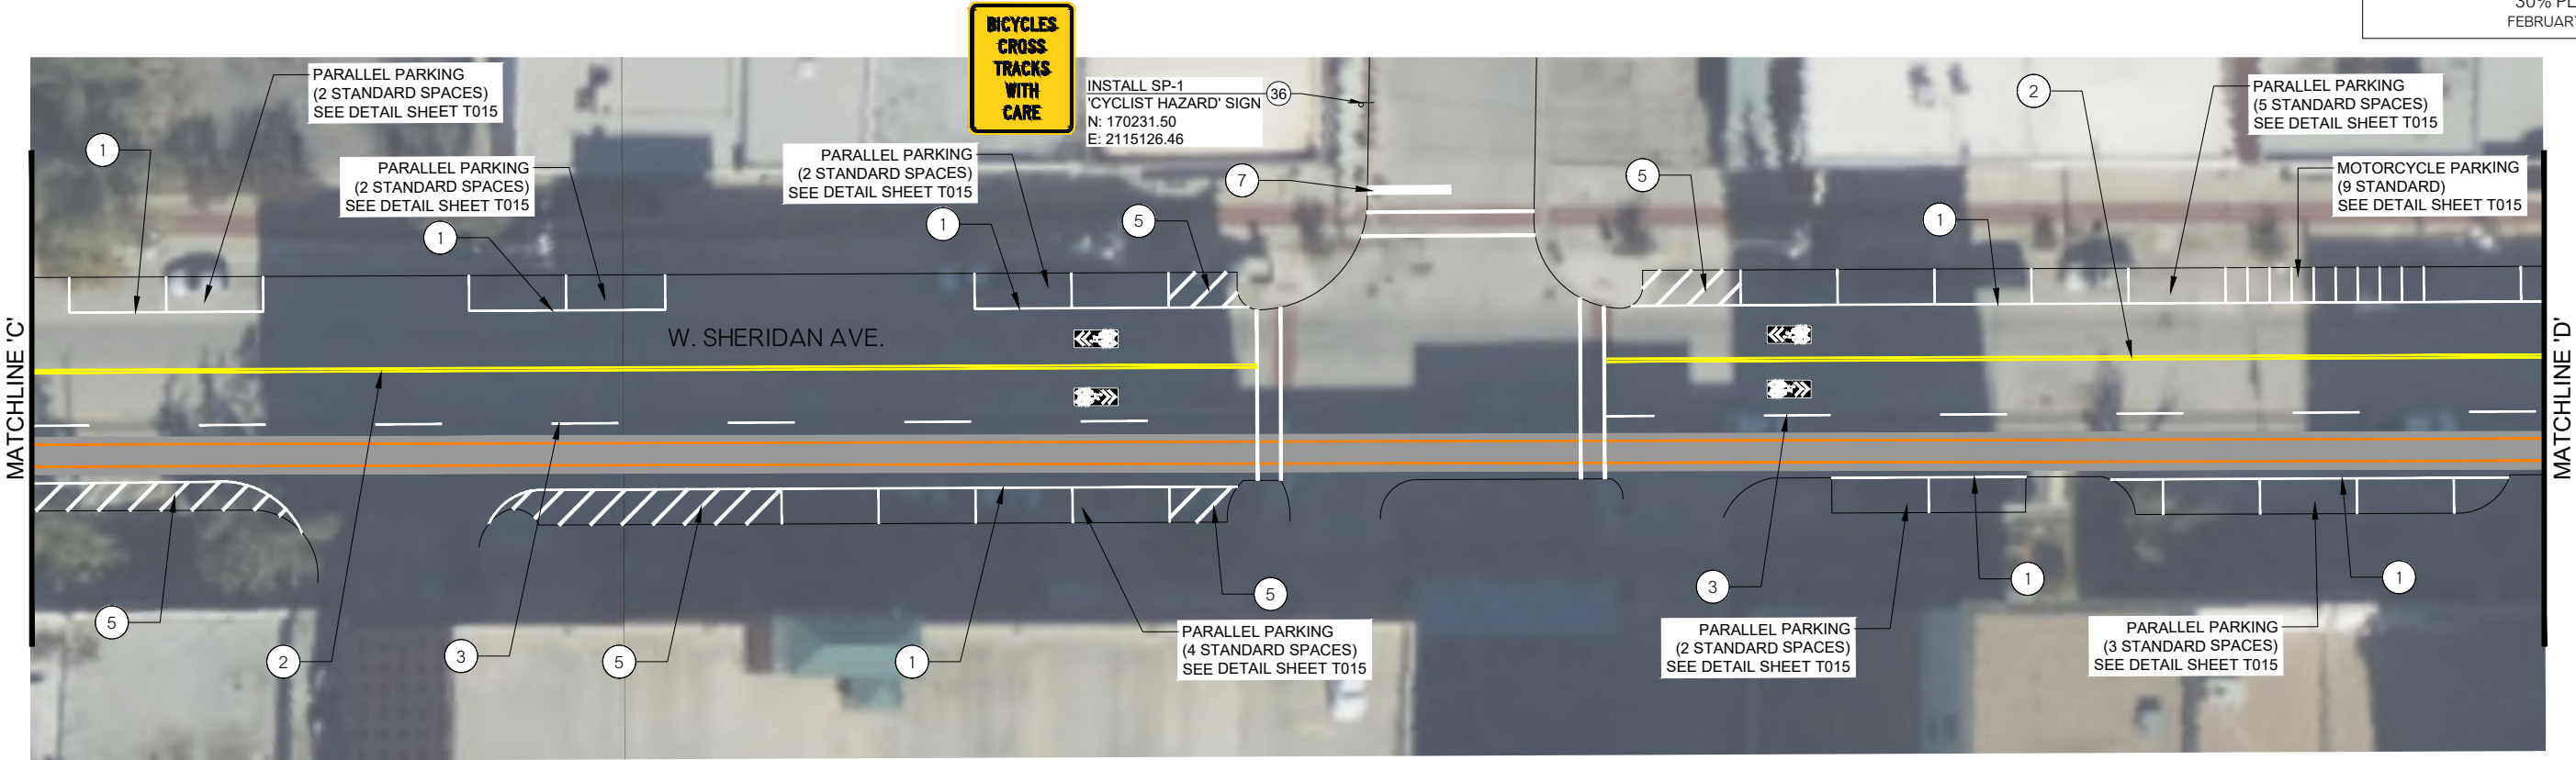 30% PL
FEBRUARY
BICYCLES
CROSS
TRACKS
WITH
CARE
INSTALL SP-1
'CYCLIST HAZARD' SIGN
N: 170231.50
E: 2115126.46
36
PARALLEL PARKING
(2 STANDARD SPACES)
SEE DETAIL SHEET T015
1
PARALLEL PARKING
(2 STANDARD SPACES)
SEE DETAIL SHEET T015
1
PARALLEL PARKING
(2 STANDARD SPACES)
SEE DETAIL SHEET T015
1
5
7
5
2
PARALLEL PARKING
(5 STANDARD SPACES)
SEE DETAIL SHEET T015
MOTORCYCLE PARKING
(9 STANDARD)
SEE DETAIL SHEET T015
1
W. SHERIDAN AVE.
MATCHLINE 'C'
MATCHLINE 'D'
5
2
3
5
1
PARALLEL PARKING
(4 STANDARD SPACES)
SEE DETAIL SHEET T015
5
3
PARALLEL PARKING
(2 STANDARD SPACES)
SEE DETAIL SHEET T015
1
PARALLEL PARKING
(3 STANDARD SPACES)
SEE DETAIL SHEET T015
1